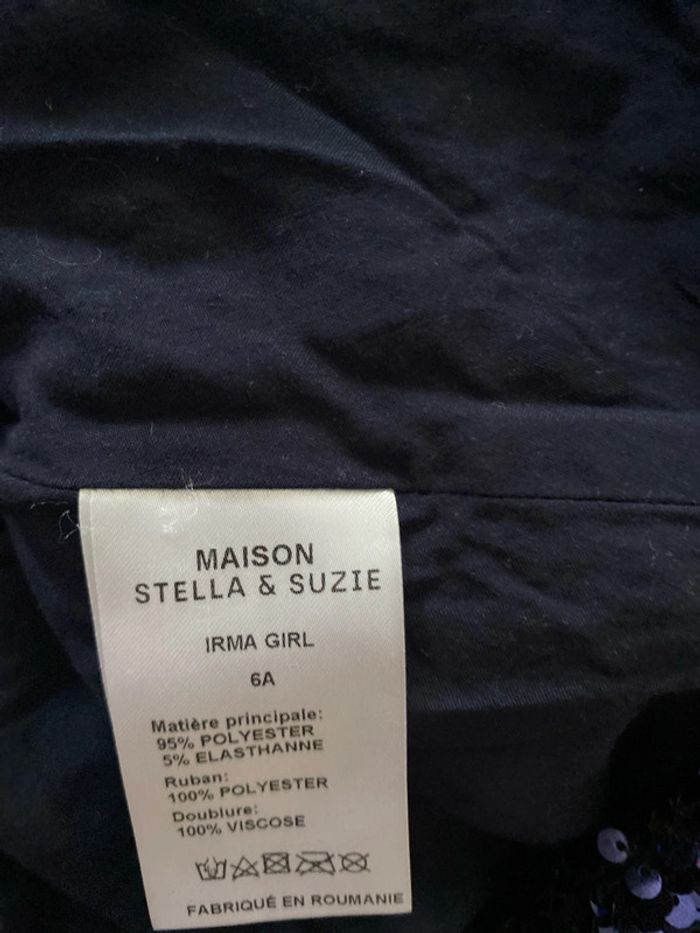 MAISON
STELLA & SUZIE
IRMA GIRL
6A
Matière principale:
95% POLYESTER
5% ELASTHANNE
Ruban:
100% POLYESTER
Doublure:
100% VISCOSE
FABRIQUÉ EN ROUMANIE